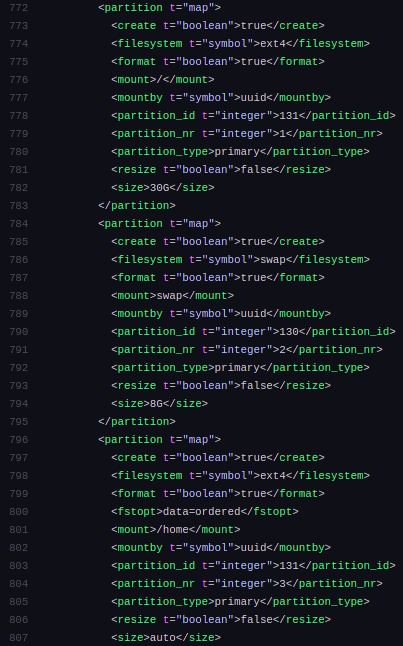 772 <partition t="map">
773 <create t="boolean">true</create>
774 <filesystem t="symbol">ext4</filesystem>
775 <format t="boolean">true</format>
776 <mount>/</mount>
777 <mountby t="symbol">uuid</mountby>
778 <partition_id t="integer">131</partition_id>
779 <partition_nr t="integer">1</partition_nr>
780 <partition_type>primary</partition_type>
781 <resize t="boolean">false</resize>
782 <size>30G</size>
783 </partition>
784 <partition t="map">
785 <create t="boolean">true</create>
786 <filesystem t="symbol">swap</filesystem>
787 <format t="boolean">true</format>
788 <mount>swap</mount>
789 <mountby t="symbol">uuid</mountby>
790 <partition_id t="integer">130</partition_id>
791 <partition_nr t="integer">2</partition_nr>
792 <partition_type>primary</partition_type>
793 <resize t="boolean">false</resize>
794 <size>8G</size>
795 </partition>
796 <partition t="map">
797 <create t="boolean">true</create>
798 <filesystem t="symbol">ext4</filesystem>
799 <format t="boolean">true</format>
800 <fstopt>data=ordered</fstopt>
801 <mount>/home</mount>
802 <mountby t="symbol">uuid</mountby>
803 <partition_id t="integer">131</partition_id>
804 <partition_nr t="integer">3</partition_nr>
805 <partition_type>primary</partition_type>
806 <resize t="boolean">false</resize>
807 <size>auto</size>